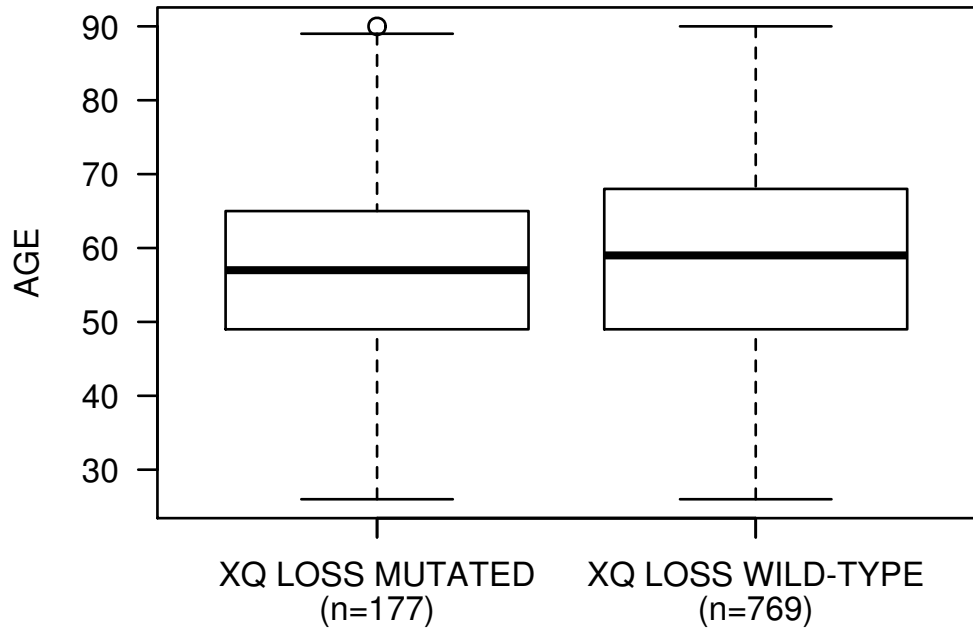 90
80
70
60
50
40
30
AGE
XQ LOSS MUTATED
(n=177)
XQ LOSS WILD-TYPE
(n=769)